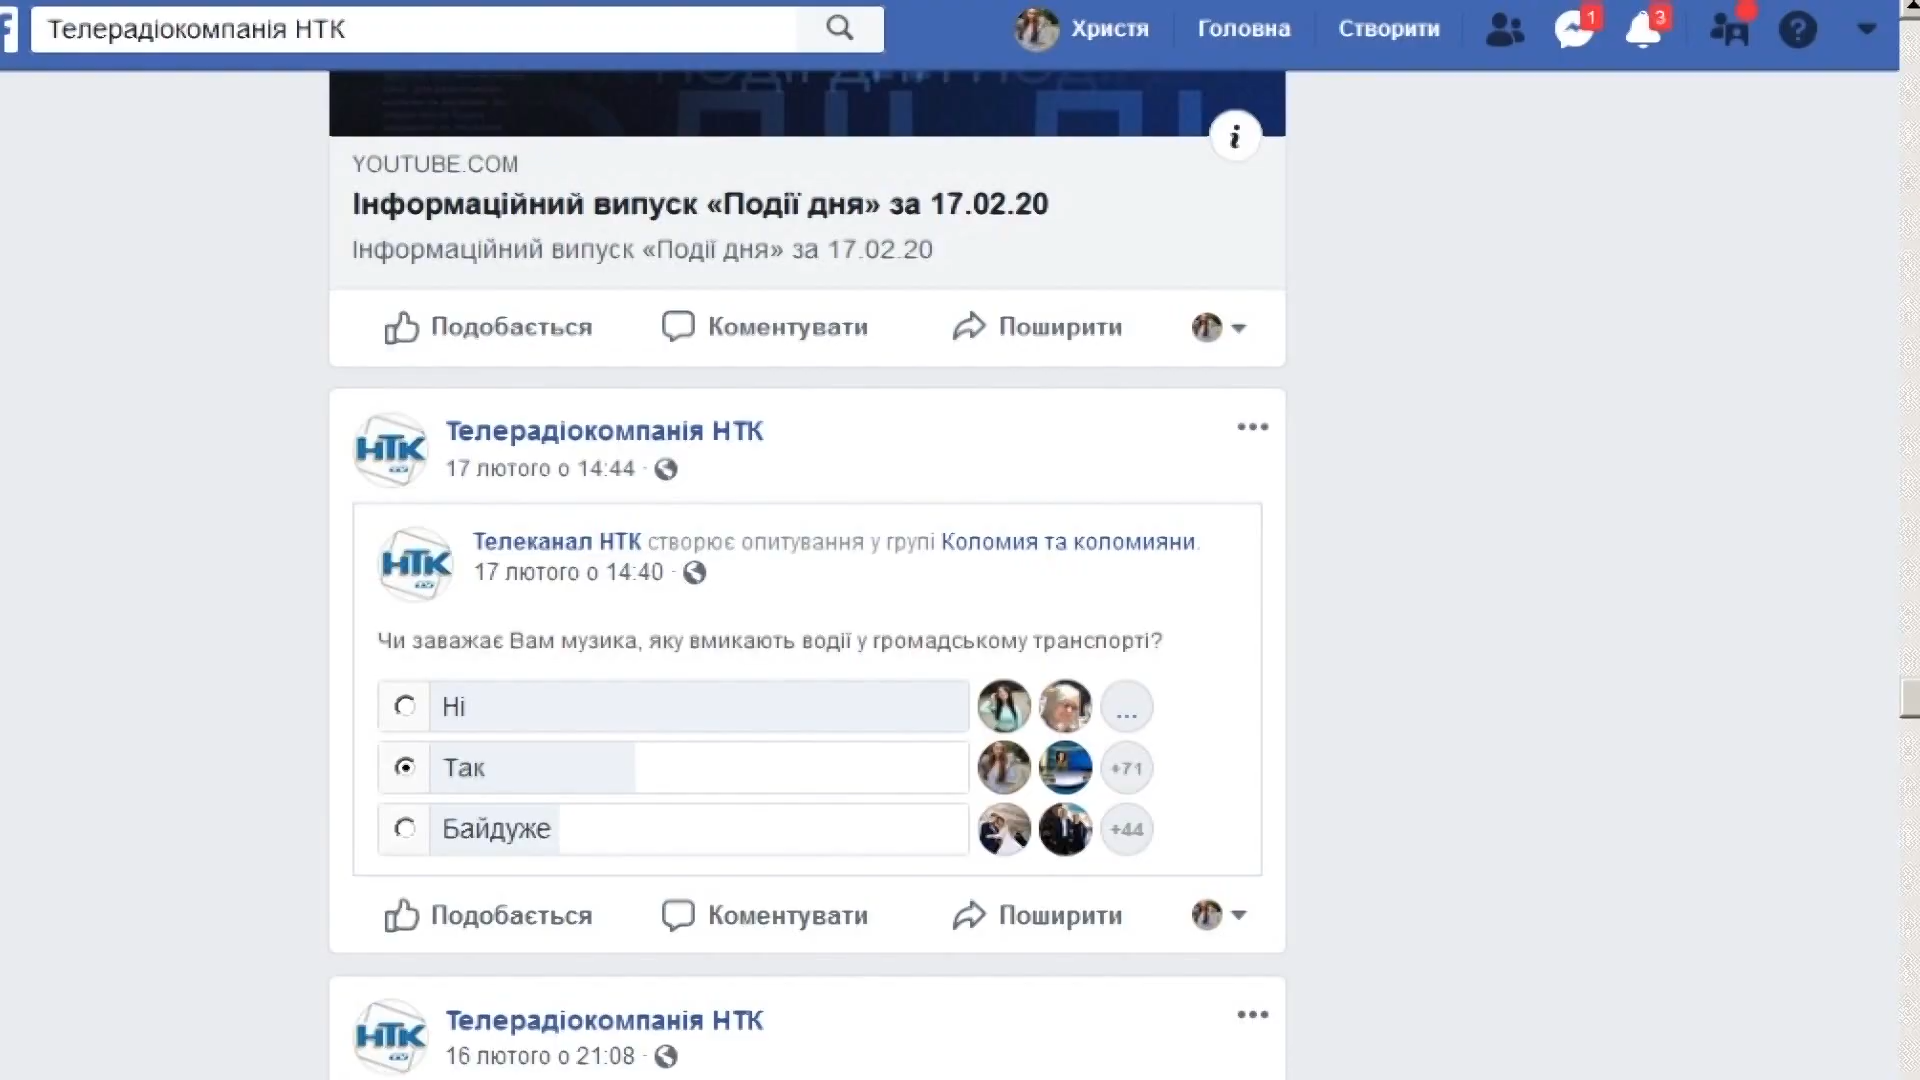 Телерадіокомпанія НТК
Христя
Головна
Створити
1
3
YOUTUBE.COM
Інформаційний випуск «Події дня» за 17.02.20
Інформаційний випуск «Події дня» за 17.02.20
Подобається
Коментувати
Поширити
НТК
Телерадіокомпанія НТК
17 лютого о 14:44 ·
НТК
Телеканал НТК створює опитування у групі Коломия та коломияни.
17 лютого о 14:40 ·
Чи заважає Вам музика, яку вмикають водії у громадському транспорті?
Ні
...
Так
+71
Байдуже
+44
Подобається
Коментувати
Поширити
НТК
Телерадіокомпанія НТК
16 лютого о 21:08 ·